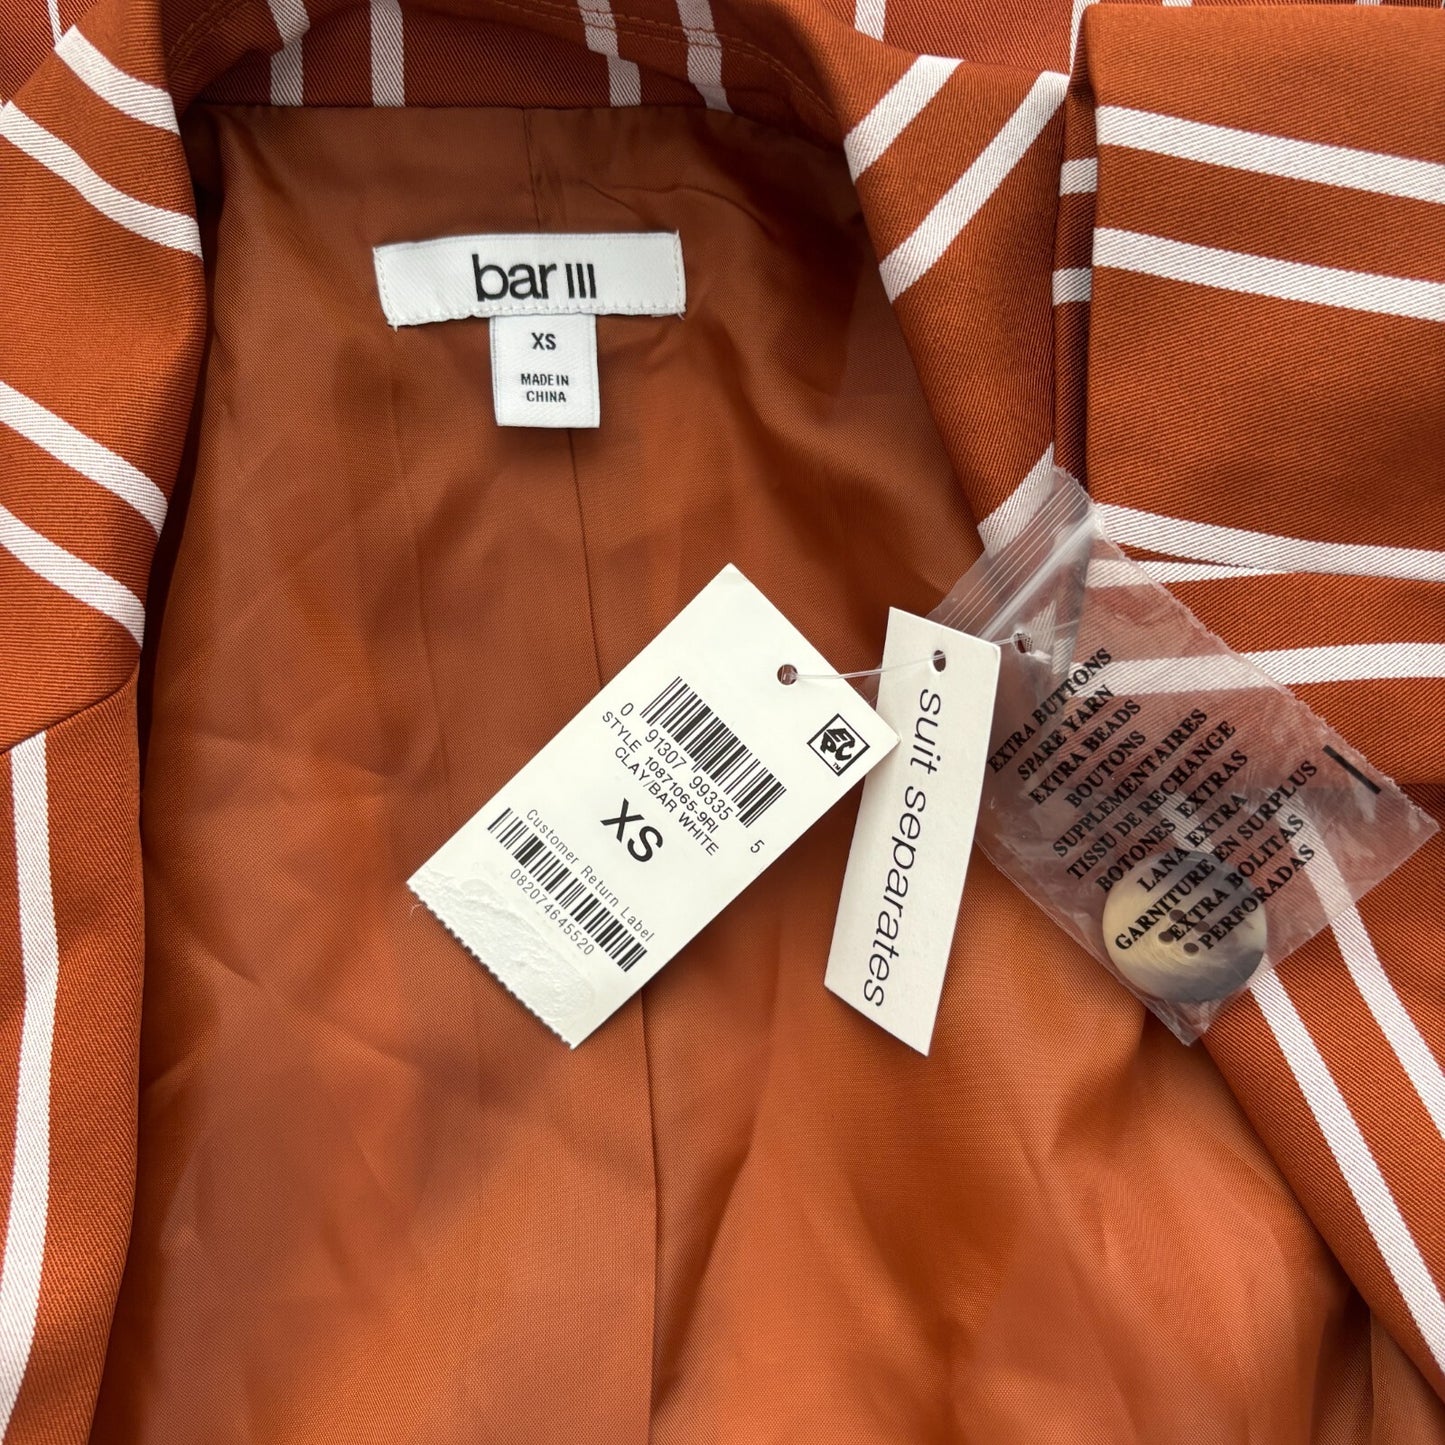 bar III
XS
MADE IN
CHINA
0 91307 99335 5
STYLE 10871065-9RI
CLAY/BAR WHITE
XS
Customer Return Label
082074645520
EPC
TM
suit separates
EXTRA BUTTONS
SPARE YARN
EXTRA BEADS
BOUTONS
SUPPLEMENTAIRES
TISSU DE RECHANGE
BOTONES EXTRAS
LANA EXTRA
GARNITURE EN SURPLUS
EXTRA BOLITAS
PERFORADAS